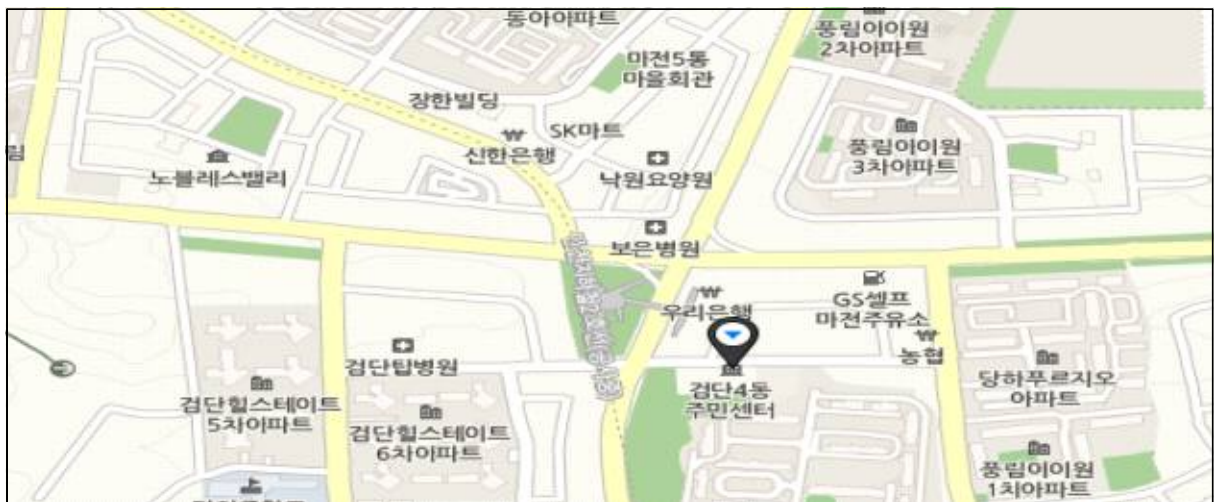 동아아파트
풍림아이원
2차아파트
마전5통
마을회관
장한빌딩
SK마트
신한은행
풍림아이원
3차아파트
림
노블레스밸리
낙원요양원
보은병원
우리은행
GS셀프
마전주유소
농협
검단탑병원
검단4동
주민센터
당하푸르지오
아파트
검단힐스테이트
5차아파트
검단힐스테이트
6차아파트
풍림아이원
1차아파트